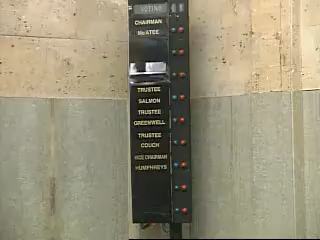 VOTING
CHAIRMAN
McATEE
TRUSTEE
SALMON
TRUSTEE
GREENWELL
TRUSTEE
COUCH
VICE CHAIRMAN
HUMPHREYS